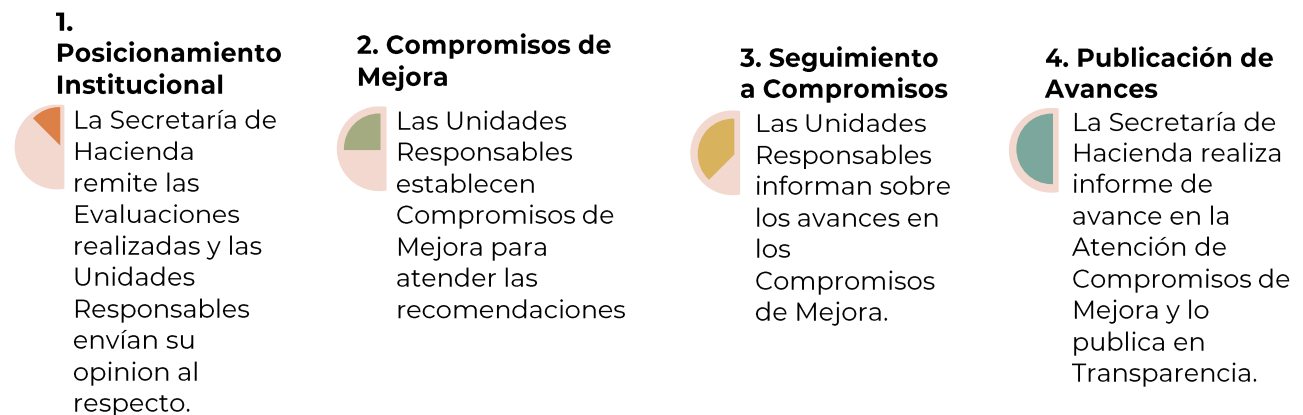 1.
Posicionamiento
Institucional
La Secretaría de
Hacienda
remite las
Evaluaciones
realizadas y las
Unidades
Responsables
envían su
opinion al
respecto.
2. Compromisos de
Mejora
Las Unidades
Responsables
establecen
Compromisos de
Mejora para
atender las
recomendaciones
3. Seguimiento
a Compromisos
Las Unidades
Responsables
informan sobre
los avances en
los
Compromisos
de Mejora.
4. Publicación de
Avances
La Secretaría de
Hacienda realiza
informe de
avance en la
Atención de
Compromisos de
Mejora y lo
publica en
Transparencia.